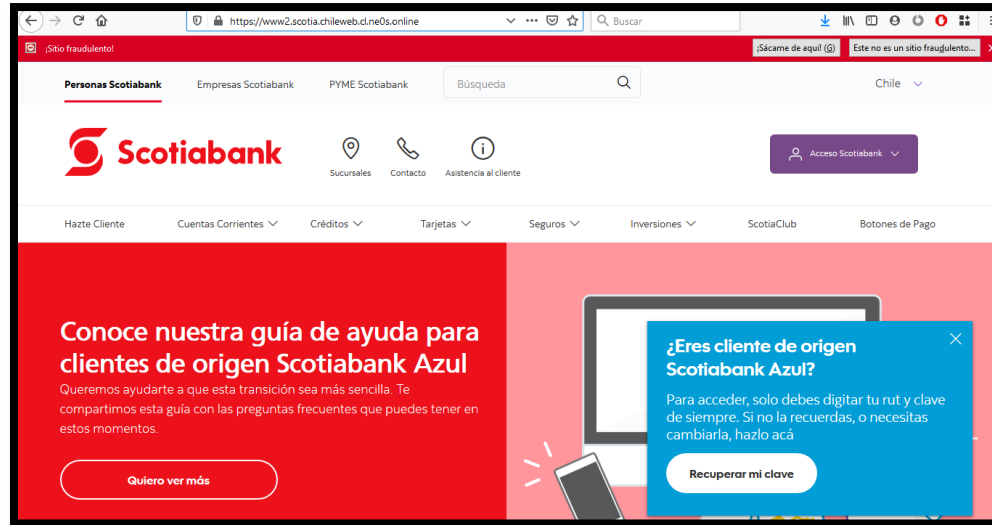 https://www2.scotia.chileweb.cl.ne0s.online
Buscar
¡Sitio fraudulento!
¡Sácame de aquí! (G)
Este no es un sitio fraugulento...
Personas Scotiabank
Empresas Scotiabank
PYME Scotiabank
Búsqueda
Chile
Scotiabank
Sucursales
Contacto
Asistencia al cliente
Acceso Scotiabank
Hazte Cliente
Cuentas Corrientes
Créditos
Tarjetas
Seguros
Inversiones
ScotiaClub
Botones de Pago
Conoce nuestra guía de ayuda para
clientes de origen Scotiabank Azul
Queremos ayudarte a que esta transición sea más sencilla. Te
compartimos esta guía con las preguntas frecuentes que puedes tener en
estos momentos.
Quiero ver más
¿Eres cliente de origen
Scotiabank Azul?
Para acceder, solo debes digitar tu rut y clave
de siempre. Si no la recuerdas, o necesitas
cambiarla, hazlo acá
Recuperar mi clave